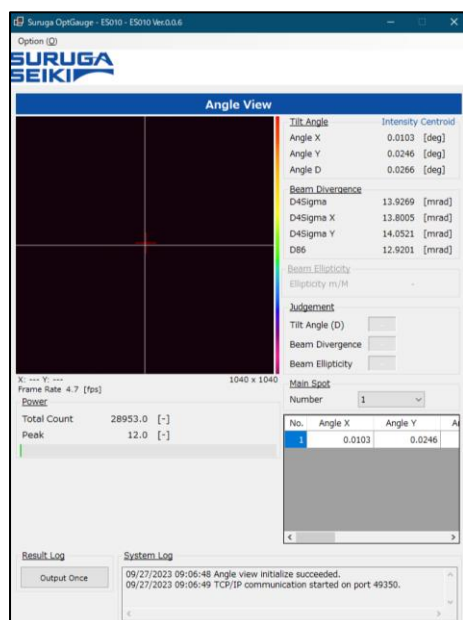 Suruga OptGauge - ES010 - ES010 Ver.0.0.6
Option (O)
SURUGA
SEIKI
Angle View
Tilt Angle Intensity Centroid
Angle X 0.0103 [deg]
Angle Y 0.0246 [deg]
Angle D 0.0266 [deg]
Beam Divergence
D4Sigma 13.9269 [mrad]
D4Sigma X 13.8005 [mrad]
D4Sigma Y 14.0521 [mrad]
D86 12.9201 [mrad]
Beam Ellipticity
Ellipticity m/M -
Judgement
Tilt Angle (D)
Beam Divergence
Beam Ellipticity
X: --- Y: --- 1040 x 1040
Frame Rate 4.7 [fps]
Power
Total Count 28953.0 [-]
Peak 12.0 [-]
Main Spot
Number 1
No. Angle X Angle Y A
1 0.0103 0.0246
Result Log
Output Once
System Log
09/27/2023 09:06:48 Angle view initialize succeeded.
09/27/2023 09:06:49 TCP/IP communication started on port 49350.